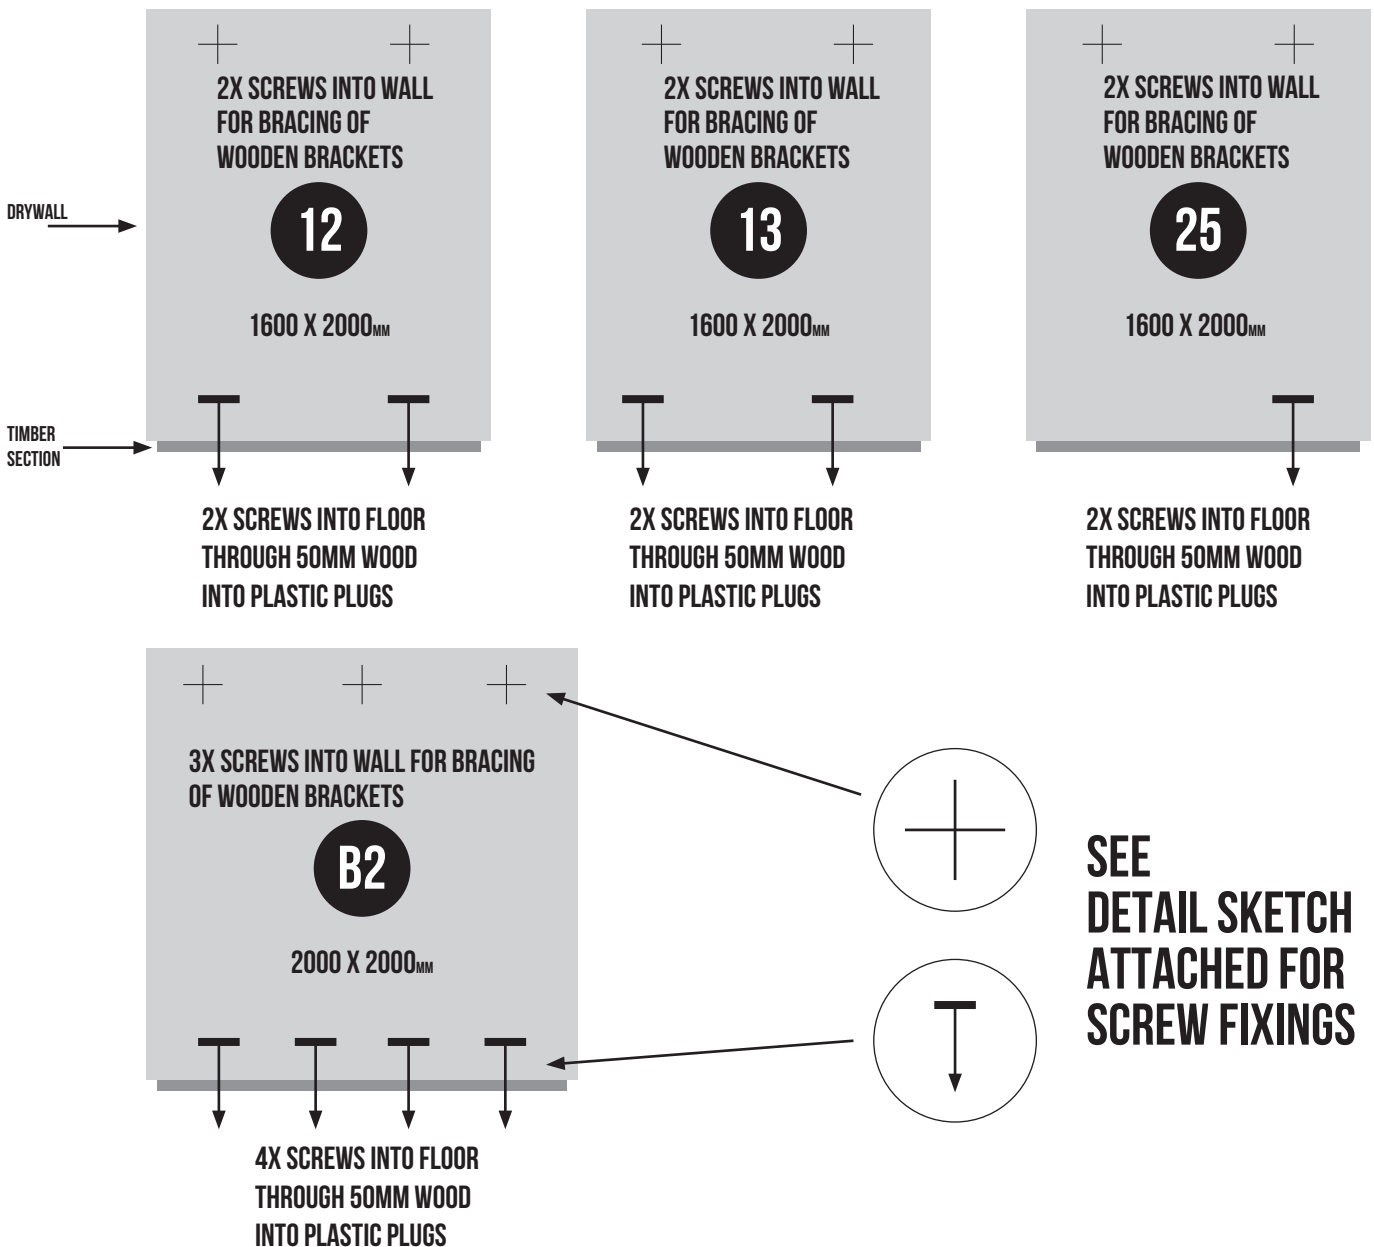 2X SCREWS INTO WALL
FOR BRACING OF
WOODEN BRACKETS
12
1600 X 2000MM
2X SCREWS INTO WALL
FOR BRACING OF
WOODEN BRACKETS
13
1600 X 2000MM
2X SCREWS INTO WALL
FOR BRACING OF
WOODEN BRACKETS
25
1600 X 2000MM
DRYWALL
TIMBER
SECTION
2X SCREWS INTO FLOOR
THROUGH 50MM WOOD
INTO PLASTIC PLUGS
2X SCREWS INTO FLOOR
THROUGH 50MM WOOD
INTO PLASTIC PLUGS
2X SCREWS INTO FLOOR
THROUGH 50MM WOOD
INTO PLASTIC PLUGS
3X SCREWS INTO WALL FOR BRACING
OF WOODEN BRACKETS
B2
2000 X 2000MM
4X SCREWS INTO FLOOR
THROUGH 50MM WOOD
INTO PLASTIC PLUGS
SEE
DETAIL SKETCH
ATTACHED FOR
SCREW FIXINGS